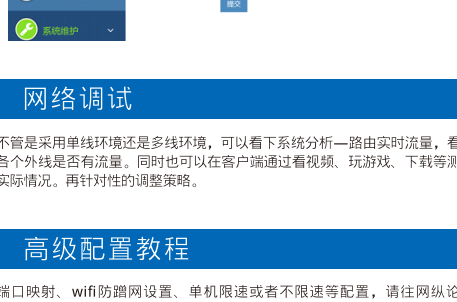 提交
系统维护
网络调试
不管是采用单线环境还是多线环境，可以看下系统分析—路由实时流量，看
各个外线是否有流量。同时也可以在客户端通过看视频、玩游戏、下载等测
实际情况。再针对性的调整策略。
高级配置教程
端口映射、wifi防蹭网设置、单机限速或者不限速等配置，请往网纵论